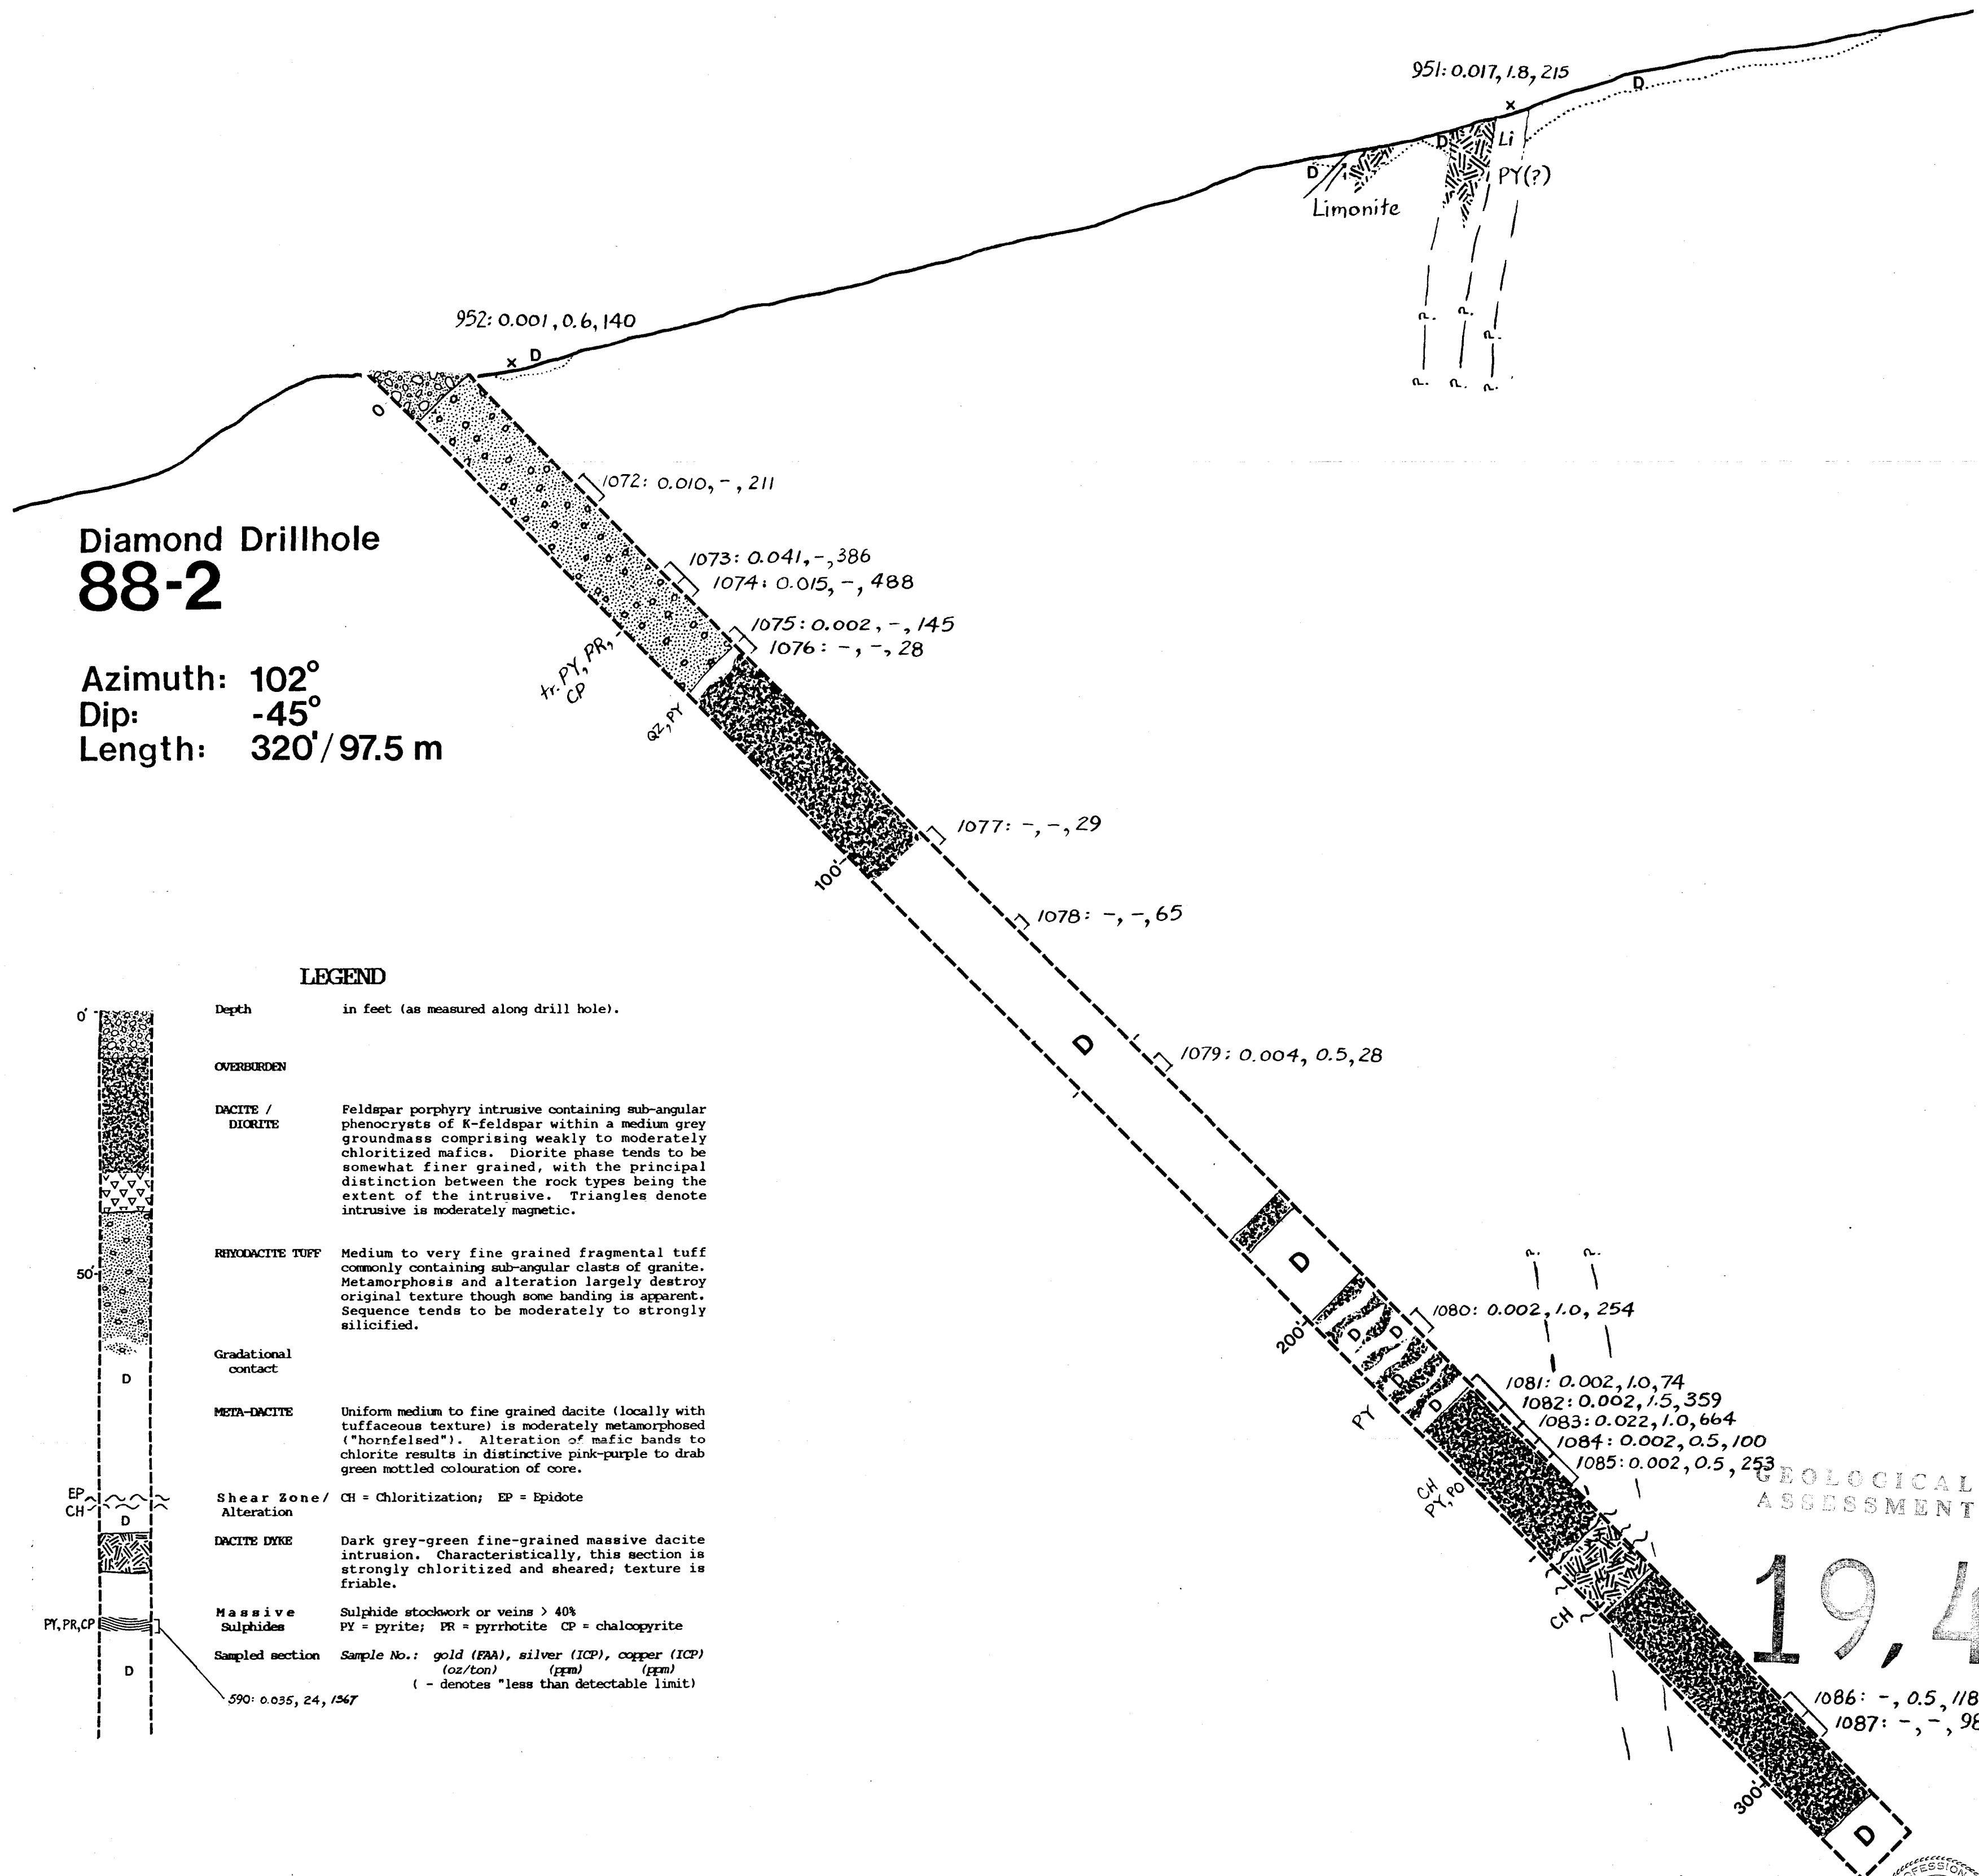 951: 0.017, 1.8, 215
x
D
D
Li
D
PY(?)
Limonite
952: 0.001, 0.6, 140
x D
0
1072: 0.010, -, 211
Diamond Drillhole
88-2
1073: 0.041, -, 386
1074: 0.015, -, 488
1075: 0.002, -, 145
1076: -, -, 28
tr. PY, PR,
CP
QZ, PY
Azimuth: 102°
Dip: -45°
Length: 320'/97.5 m
1077: -, -, 29
100'
1078: -, -, 65
D
1079: 0.004, 0.5, 28
LEGEND
0'
Depth in feet (as measured along drill hole).
OVERBURDEN
DACITE / Feldspar porphyry intrusive containing sub-angular
DIORITE phenocrysts of K-feldspar within a medium grey
groundmass comprising weakly to moderately
chloritized mafics. Diorite phase tends to be
somewhat finer grained, with the principal
distinction between the rock types being the
extent of the intrusive. Triangles denote
intrusive is moderately magnetic.
RHYODACITE TUFF Medium to very fine grained fragmental tuff
commonly containing sub-angular clasts of granite.
50' Metamorphosis and alteration largely destroy
original texture though some banding is apparent.
Sequence tends to be moderately to strongly
silicified.
Gradational
contact
D
META-DACITE Uniform medium to fine grained dacite (locally with
tuffaceous texture) is moderately metamorphosed
("hornfelsed"). Alteration of mafic bands to
chlorite results in distinctive pink-purple to drab
green mottled colouration of core.
EP
Shear Zone/ CH = Chloritization; EP = Epidote
CH
Alteration
D
DACITE DYKE Dark grey-green fine-grained massive dacite
intrusion. Characteristically, this section is
strongly chloritized and sheared; texture is
friable.
Massive Sulphide stockwork or veins > 40%
PY, PR, CP Sulphides PY = pyrite; PR = pyrrhotite CP = chalcopyrite
Sampled section Sample No.: gold (FAA), silver (ICP), copper (ICP)
(oz/ton) (ppm) (ppm)
D
( - denotes "less than detectable limit)
590: 0.035, 24, 1367
D
1080: 0.002, 1.0, 254
200'
D D
D
D
PY
1081: 0.002, 1.0, 74
1082: 0.002, 1.5, 359
1083: 0.022, 1.0, 664
1084: 0.002, 0.5, 100
1085: 0.002, 0.5, 253
CH
PY, PO
GEOLOGICAL
ASSESSMENT
19,4
CH
1086: -, 0.5, 118
1087: -, -, 98
300'
D